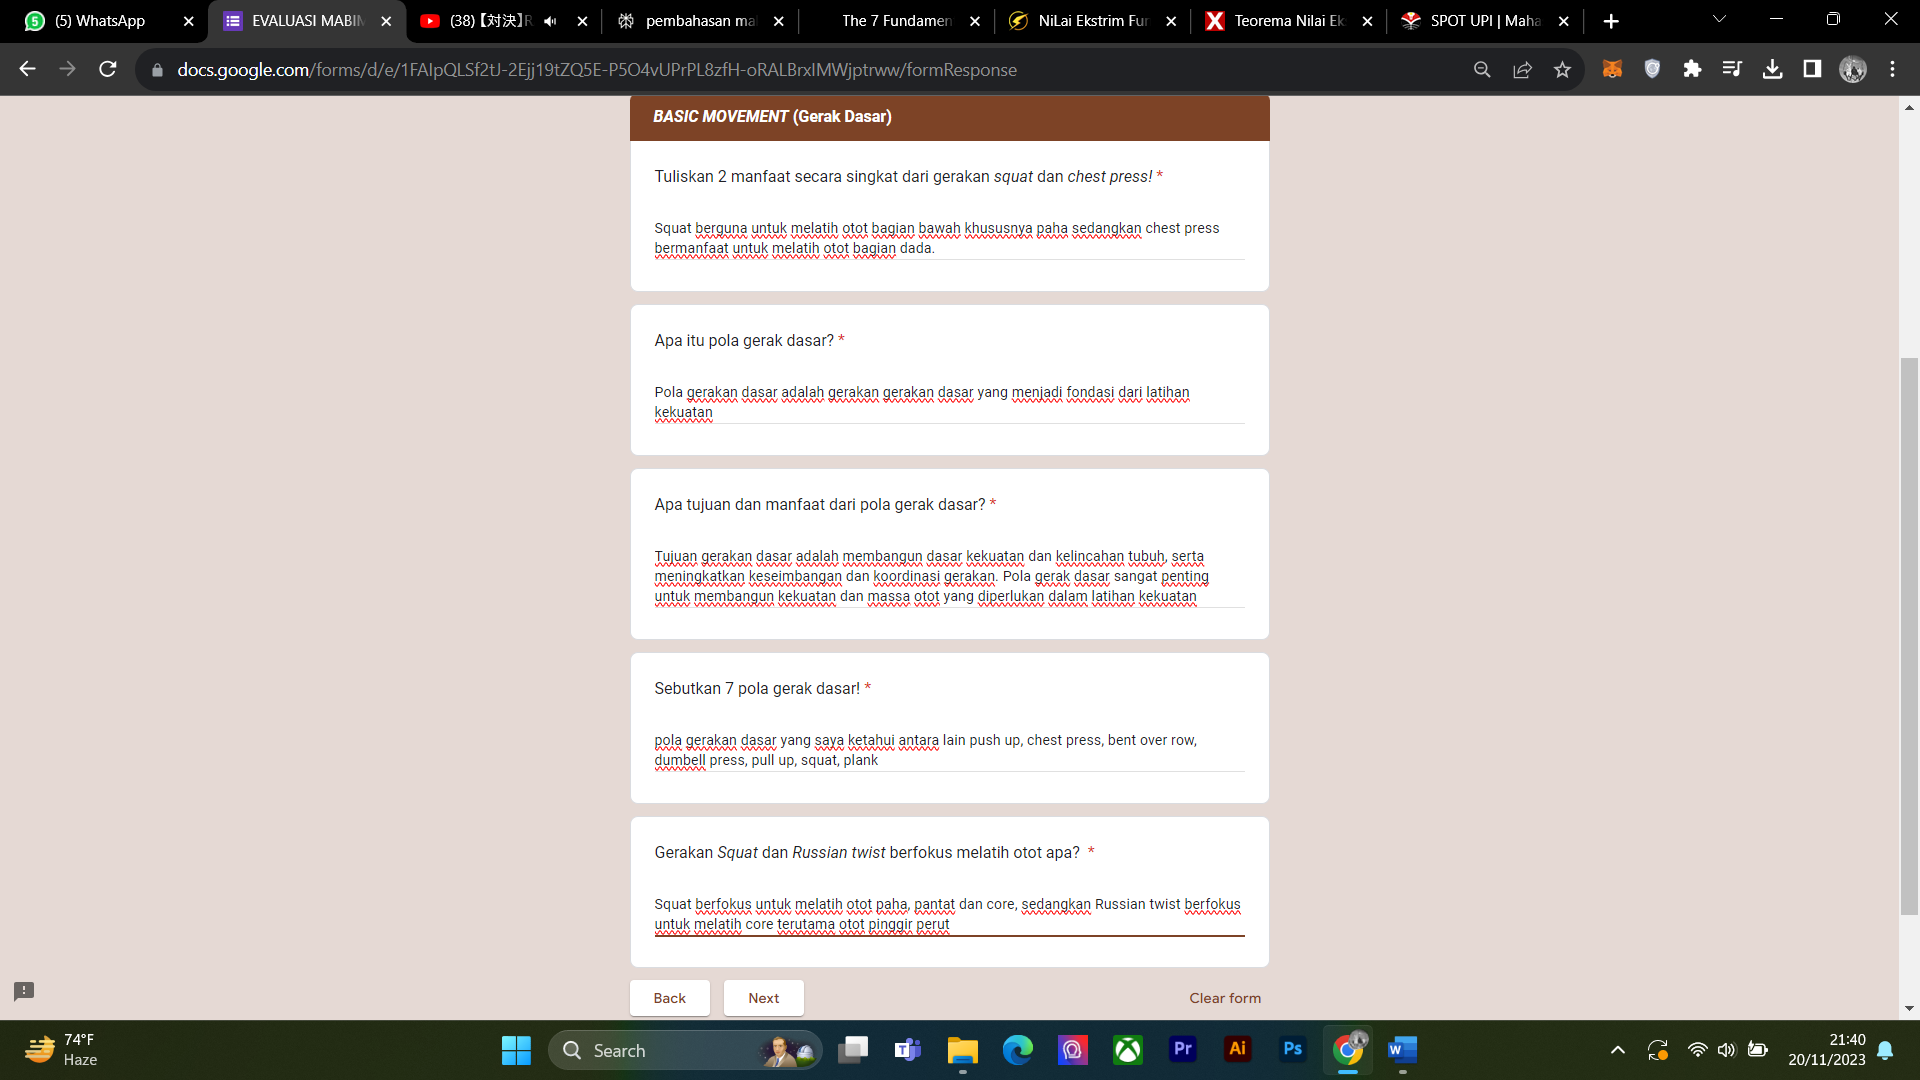 (5) WhatsApp
EVALUASI MABIM
(38)【対決】R
pembahasan ma
The 7 Fundamen
NiLai Ekstrim Fun
Teorema Nilai Ek
SPOT UPI | Maha
docs.google.com/forms/d/e/1FAIpQLSf2tJ-2Ejj19tZQ5E-P5O4vUPrPL8zfH-oRALBrxIMWjptrww/formResponse
BASIC MOVEMENT (Gerak Dasar)
Tuliskan 2 manfaat secara singkat dari gerakan squat dan chest press! *
Squat berguna untuk melatih otot bagian bawah khususnya paha sedangkan chest press
bermanfaat untuk melatih otot bagian dada.
Apa itu pola gerak dasar? *
Pola gerakan dasar adalah gerakan gerakan dasar yang menjadi fondasi dari latihan
kekuatan
Apa tujuan dan manfaat dari pola gerak dasar? *
Tujuan gerakan dasar adalah membangun dasar kekuatan dan kelincahan tubuh, serta
meningkatkan keseimbangan dan koordinasi gerakan. Pola gerak dasar sangat penting
untuk membangun kekuatan dan massa otot yang diperlukan dalam latihan kekuatan
Sebutkan 7 pola gerak dasar! *
pola gerakan dasar yang saya ketahui antara lain push up, chest press, bent over row,
dumbell press, pull up, squat, plank
Gerakan Squat dan Russian twist berfokus melatih otot apa? *
Squat berfokus untuk melatih otot paha, pantat dan core, sedangkan Russian twist berfokus
untuk melatih core terutama otot pinggir perut
Back
Next
Clear form
74°F
Haze
Search
Pr
Ai
Ps
21:40
20/11/2023